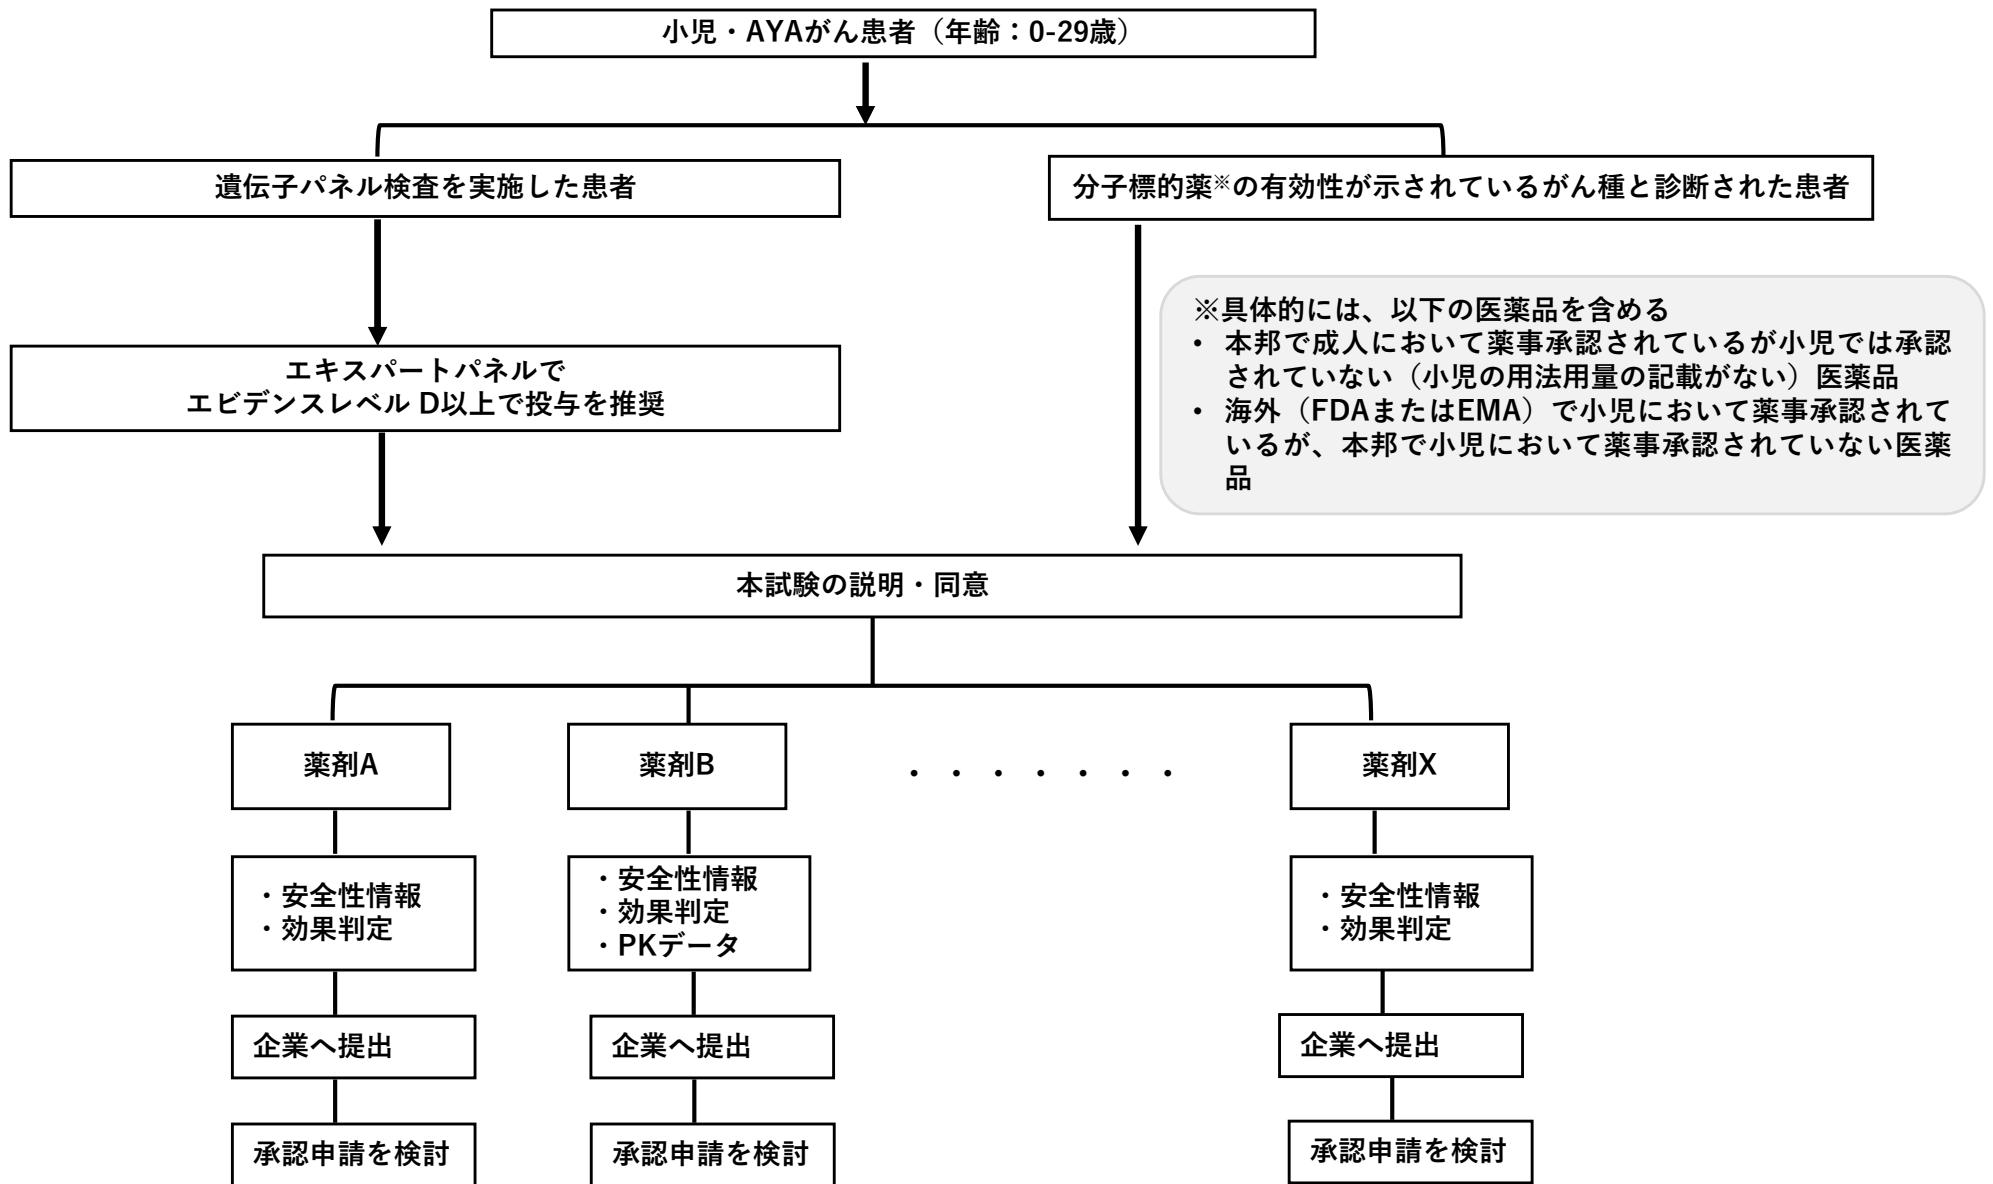 小児・AYAがん患者（年齢：0-29歳）
遺伝子パネル検査を実施した患者
分子標的薬※の有効性が示されているがん種と診断された患者
※具体的には、以下の医薬品を含める
• 本邦で成人において薬事承認されているが小児では承認
されていない（小児の用法用量の記載がない）医薬品
• 海外（FDAまたはEMA）で小児において薬事承認されて
いるが、本邦で小児において薬事承認されていない医薬
品
エキスパートパネルで
エビデンスレベル D以上で投与を推奨
本試験の説明・同意
薬剤A
薬剤B
・・・・・・・
薬剤X
・安全性情報
・効果判定
・安全性情報
・効果判定
・PKデータ
・安全性情報
・効果判定
企業へ提出
企業へ提出
企業へ提出
承認申請を検討
承認申請を検討
承認申請を検討